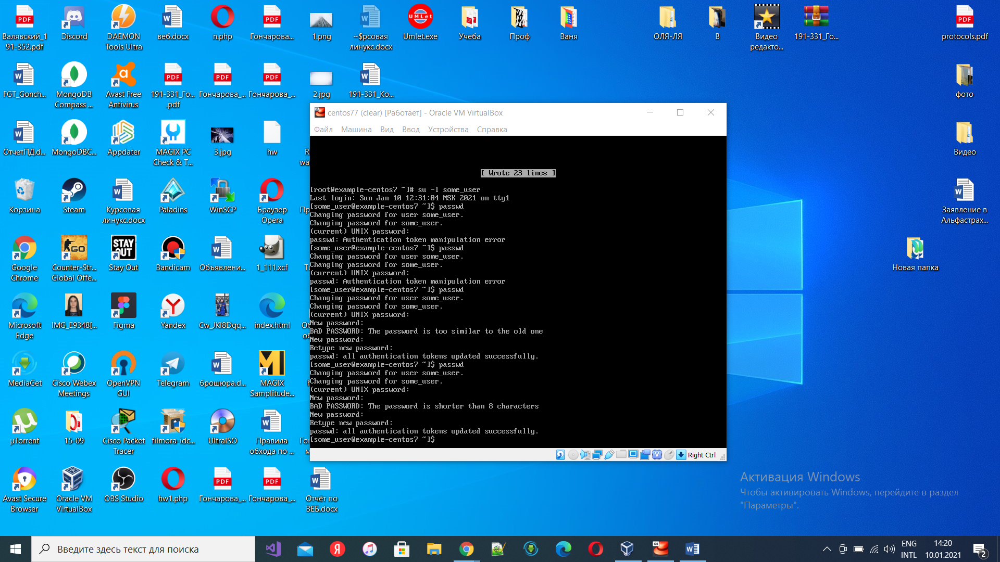 Валявский_1
91-352.pdf
Discord
DAEMON
Tools Ultra
веб.docx
n.php
Гончарова...
1.png
~$рсовая
линукс.docx
Umlet.exe
Учеба
Проф
Ваня
ОЛЯ-ЛЯ
В
Видео
редакто...
191-331_Го...
protocols.pdf
FGT_Gonch...
MongoDB
Compass ...
Avast Free
Antivirus
191-331_Го...
.pdf
Гончарова_...
Гончарова_...
2.jpg
191-331_Ко...
фото
ОтчетПД.d...
MongoDBC...
Appdater
MAGIX PC
Check & T...
3.jpg
hw
Видео
Корзина
Steam
Курсовая
линукс.docx
Paladins
WinSCP
Браузер
Opera
Заявление в
Альфастрах...
Google
Chrome
Counter-Str...
Global Offe...
Stay Out
Bandicam
Объявлени...
1_111.xcf
Новая папка
Microsoft
Edge
IMG_E9348[...
Figma
Yandex
Cw_JKl8Dqq...
index.html
MediaGet
Cisco Webex
Meetings
OpenVPN
GUI
Telegram
брошюра.d...
MAGIX
Samplitude...
µTorrent
15-09
Cisco Packet
Tracer
filmora-idc...
UltraISO
Правила
обхода по ...
Avast Secure
Browser
Oracle VM
VirtualBox
OBS Studio
hw1.php
Гончарова_...
Гончарова_...
Отчёт по
ВЕБ.docx
centos77 (clear) [Работает] - Oracle VM VirtualBox
Файл Машина Вид Ввод Устройства Справка
[ Wrote 23 lines ]
[root@example-centos7 ~]# su -l some_user
Last login: Sun Jan 10 12:31:04 MSK 2021 on tty1
[some_user@example-centos7 ~]$ passwd
Changing password for user some_user.
Changing password for some_user.
(current) UNIX password:
passwd: Authentication token manipulation error
[some_user@example-centos7 ~]$ passwd
Changing password for user some_user.
Changing password for some_user.
(current) UNIX password:
passwd: Authentication token manipulation error
[some_user@example-centos7 ~]$ passwd
Changing password for user some_user.
Changing password for some_user.
(current) UNIX password:
New password:
BAD PASSWORD: The password is too similar to the old one
New password:
Retype new password:
passwd: all authentication tokens updated successfully.
[some_user@example-centos7 ~]$ passwd
Changing password for user some_user.
Changing password for some_user.
(current) UNIX password:
New password:
BAD PASSWORD: The password is shorter than 8 characters
New password:
Retype new password:
passwd: all authentication tokens updated successfully.
[some_user@example-centos7 ~]$
Right Ctrl
Активация Windows
Чтобы активировать Windows, перейдите в раздел
"Параметры".
Введите здесь текст для поиска
ENG
INTL
14:20
10.01.2021
2